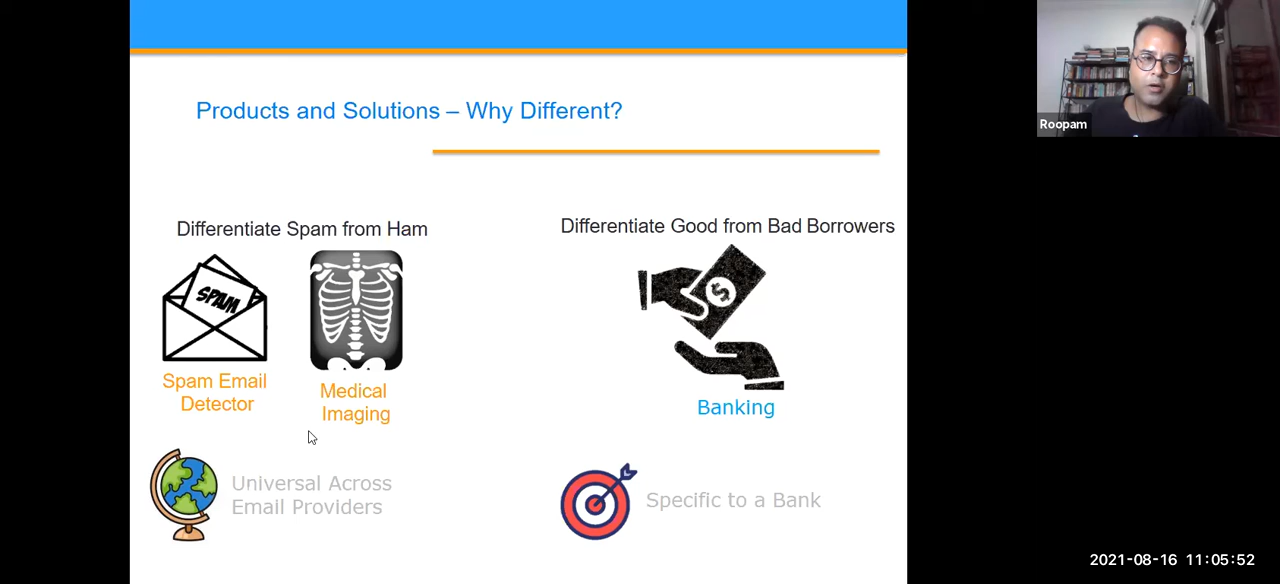 Products and Solutions – Why Different?
Differentiate Spam from Ham
SPAM
Spam Email
Detector
Medical
Imaging
Universal Across
Email Providers
Differentiate Good from Bad Borrowers
$
Banking
Specific to a Bank
Roopam
2021-08-16 11:05:52